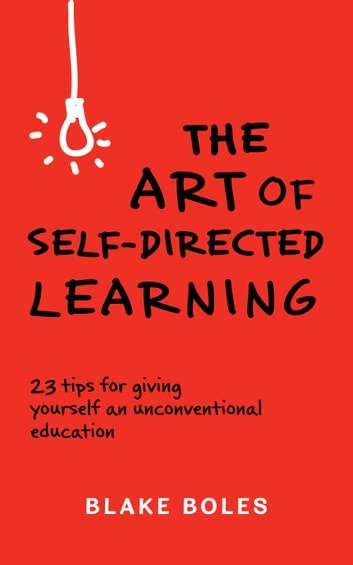 THE
ART OF
SELF-DIRECTED
LEARNING
23 tips for giving
yourself an unconventional
education
BLAKE BOLES